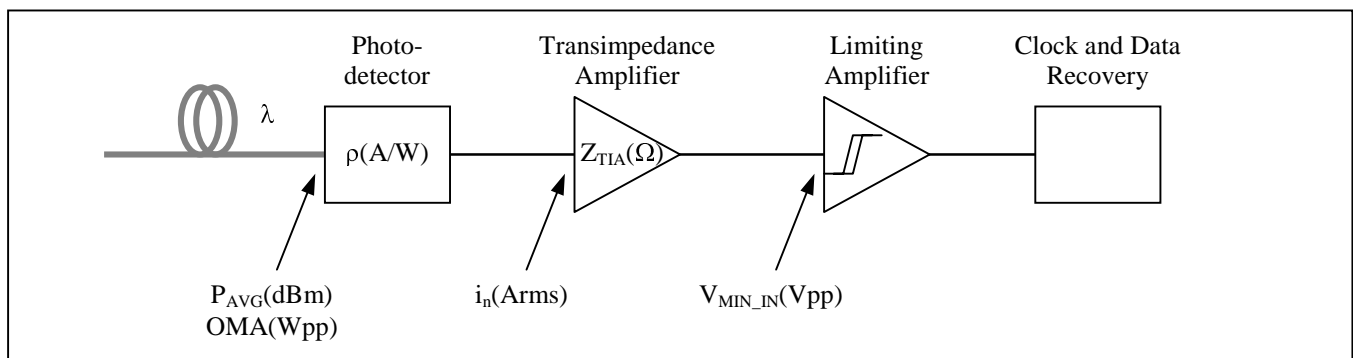 Photo-
detector
Transimpedance
Amplifier
Limiting
Amplifier
Clock and Data
Recovery
λ
ρ(A/W)
Z_TIA(Ω)
P_AVG(dBm)
OMA(Wpp)
i_n(Arms)
V_MIN_IN(Vpp)